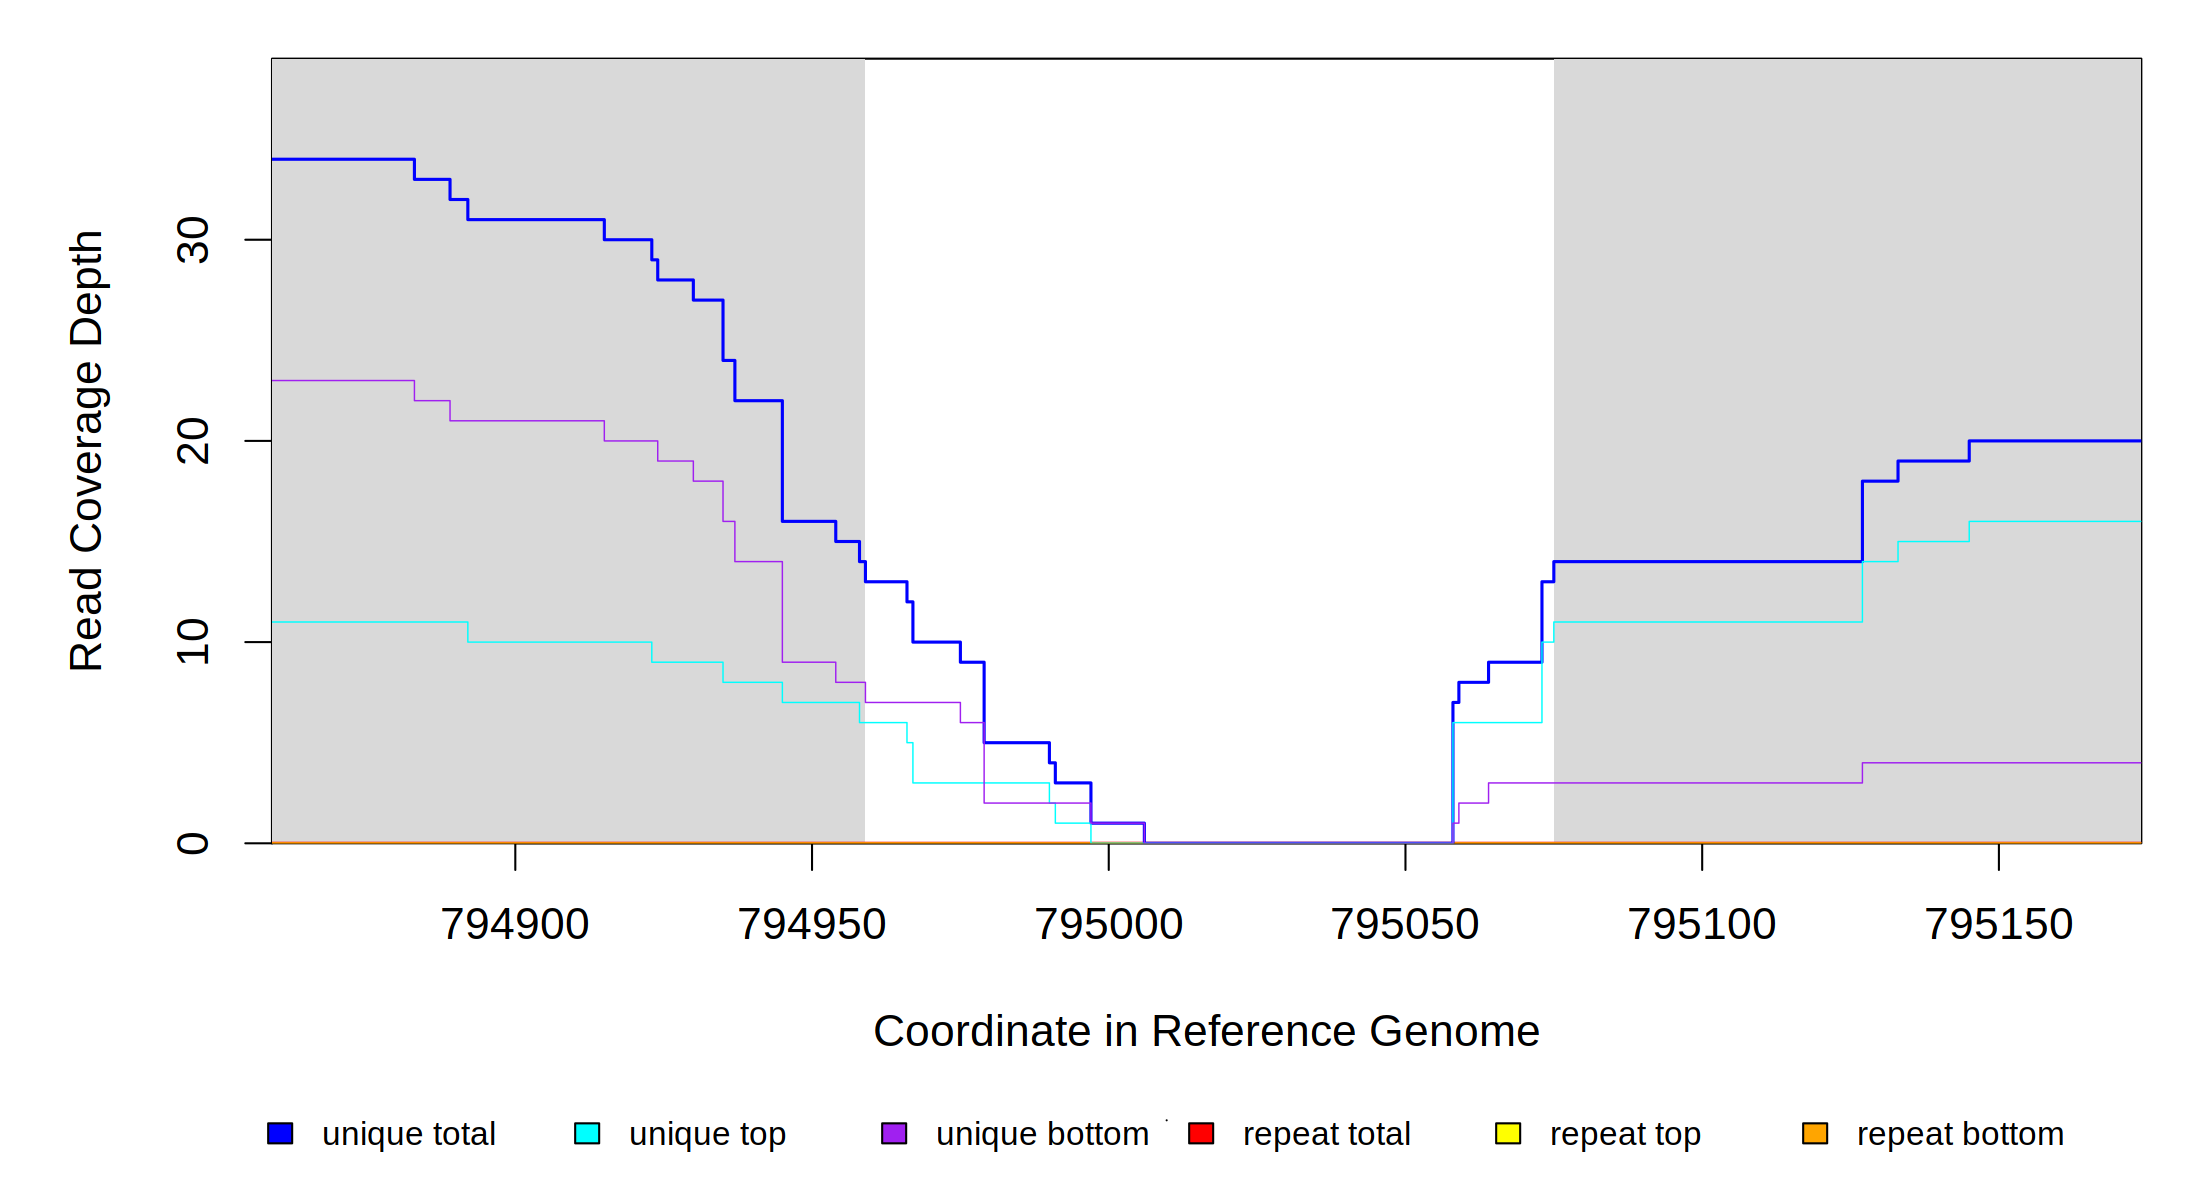 Read Coverage Depth
30
20
10
0
794900 794950 795000 795050 795100 795150
Coordinate in Reference Genome
unique total unique top unique bottom repeat total repeat top repeat bottom